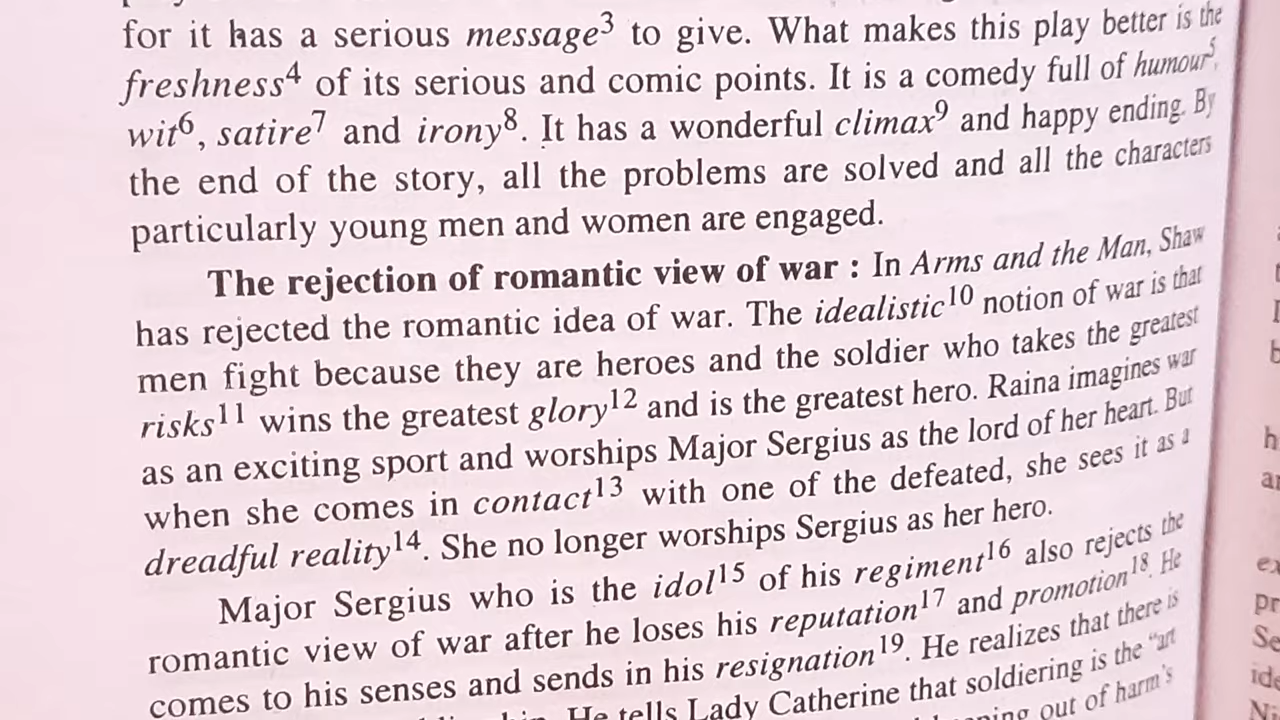 for it has a serious message3 to give. What makes this play better is the
freshness4 of its serious and comic points. It is a comedy full of humour5,
wit6, satire7 and irony8. It has a wonderful climax9 and happy ending. By
the end of the story, all the problems are solved and all the characters
particularly young men and women are engaged.
The rejection of romantic view of war : In Arms and the Man, Shaw
has rejected the romantic idea of war. The idealistic10 notion of war is that
men fight because they are heroes and the soldier who takes the greatest
risks11 wins the greatest glory12 and is the greatest hero. Raina imagines war
as an exciting sport and worships Major Sergius as the lord of her heart. But
when she comes in contact13 with one of the defeated, she sees it as a
dreadful reality14. She no longer worships Sergius as her hero.
Major Sergius who is the idol15 of his regiment16 also rejects the
romantic view of war after he loses his reputation17 and promotion18. He
comes to his senses and sends in his resignation19. He realizes that there is
He tells Lady Catherine that soldiering is the "art
out of harm's